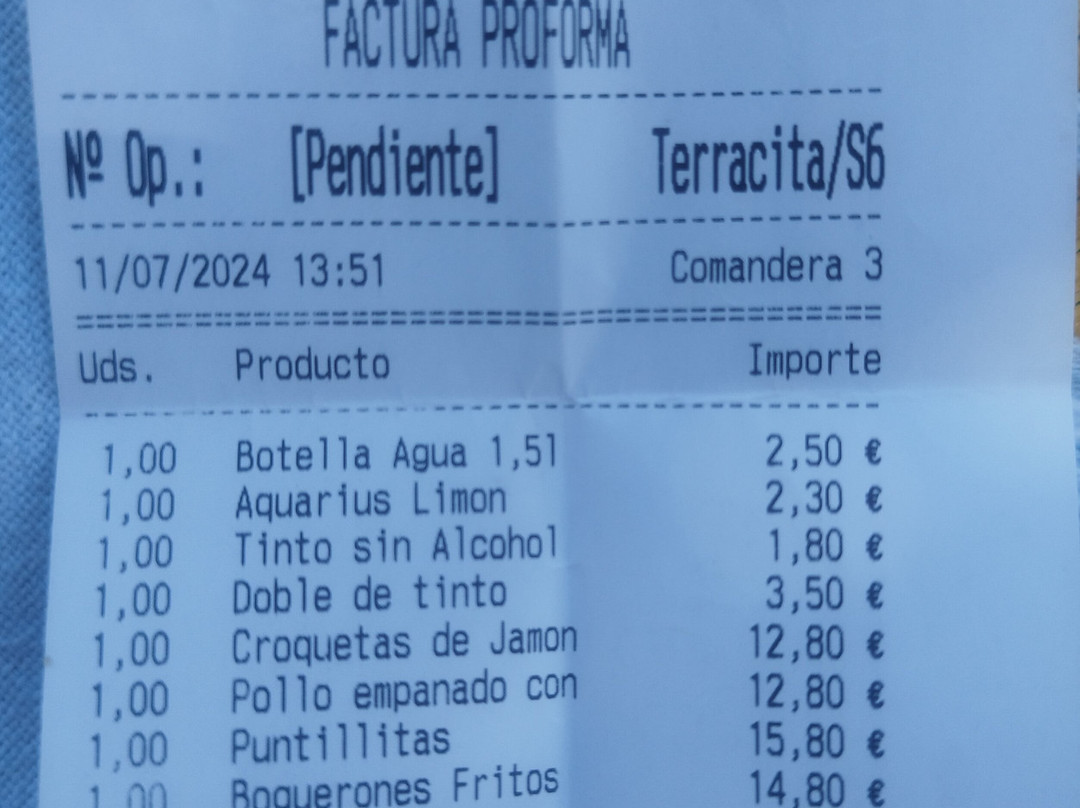 FACTURA PROFORMA
Nº Op.: [Pendiente] Terracita/S6
11/07/2024 13:51 Comandera 3
Uds. Producto Importe
1,00 Botella Agua 1,5l 2,50 €
1,00 Aquarius Limon 2,30 €
1,00 Tinto sin Alcohol 1,80 €
1,00 Doble de tinto 3,50 €
1,00 Croquetas de Jamon 12,80 €
1,00 Pollo empanado con 12,80 €
1,00 Puntillitas 15,80 €
1,00 Boquerones Fritos 14,80 €